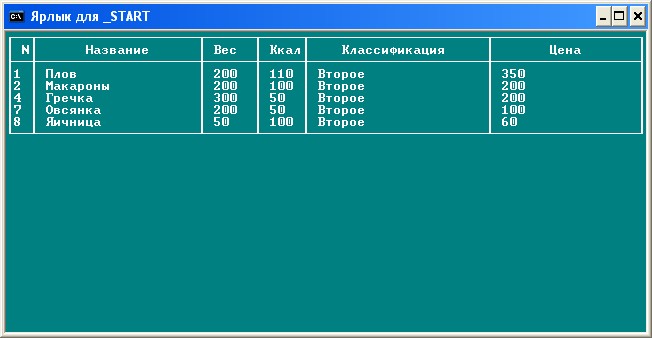 Ярлык для _START
N Название Вес Ккал Классификация Цена
1 Плов 200 110 Второе 350
2 Макароны 200 100 Второе 200
4 Гречка 300 50 Второе 200
7 Овсянка 200 50 Второе 100
8 Яичница 50 100 Второе 60